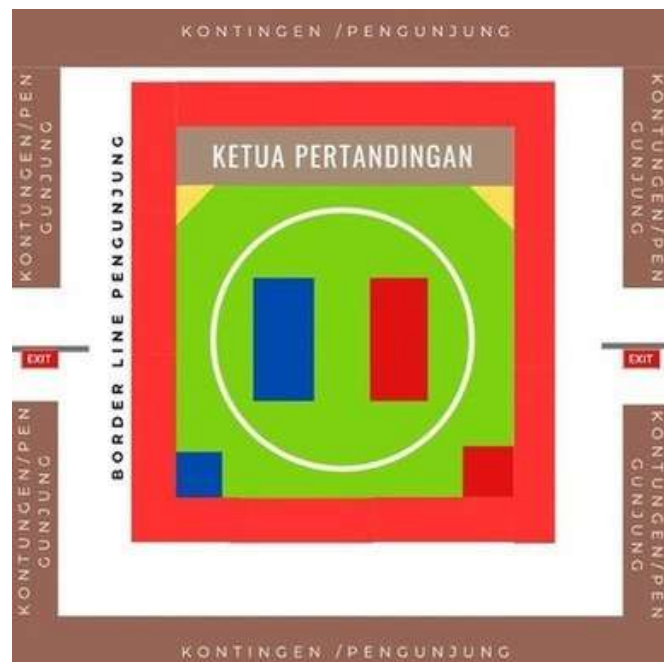 KONTINGEN /PENGUNJUNG
KONTUNGEN/PEN
GUNJUNG
KONTUNGEN/PEN
GUNJUNG
BORDER LINE PENGUNJUNG
KETUA PERTANDINGAN
EXIT
EXIT
KONTUNGEN/PEN
GUNJUNG
KONTUNGEN/PEN
GUNJUNG
KONTINGEN /PENGUNJUNG